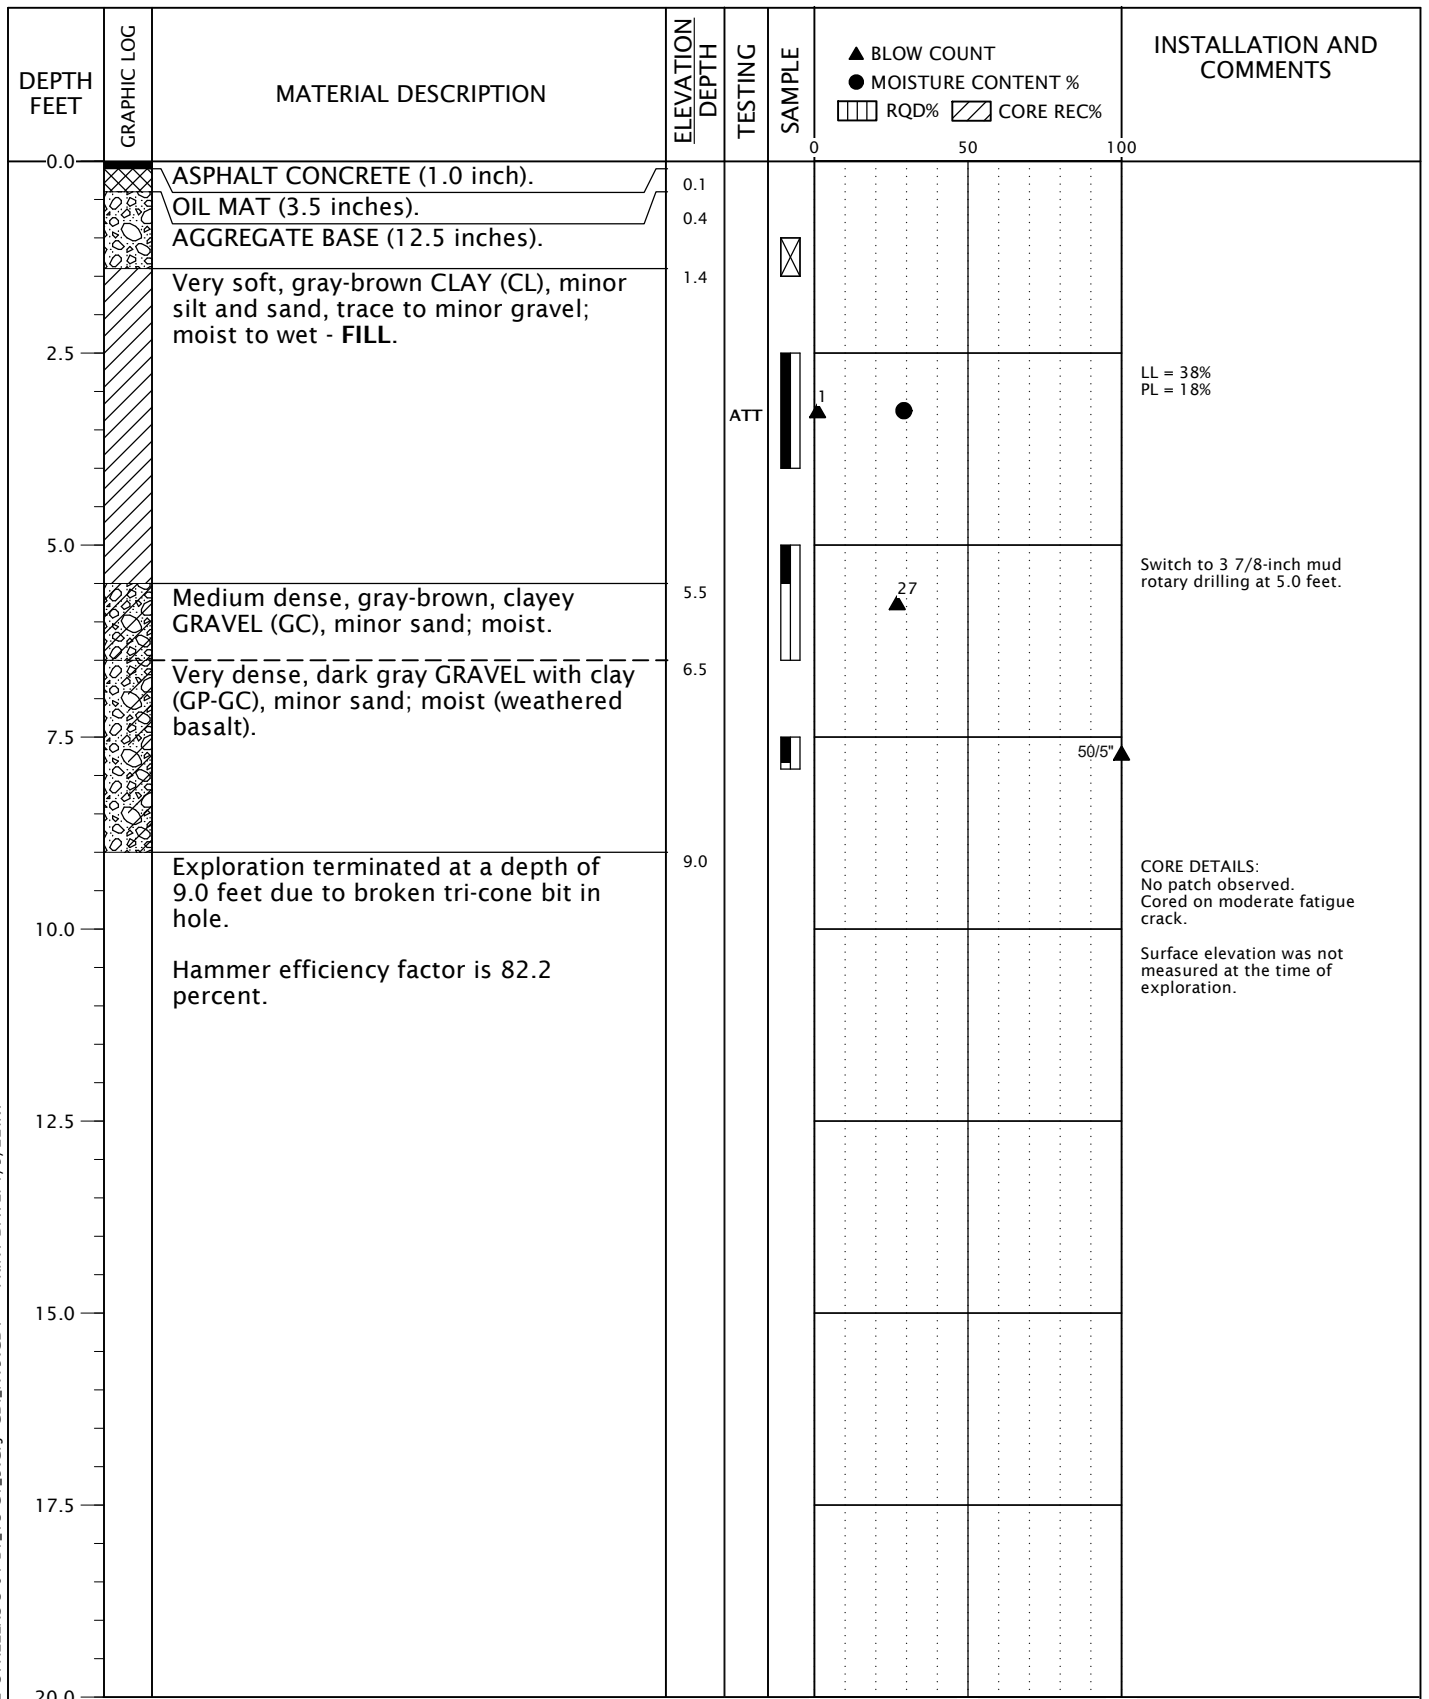 DEPTH
FEET
GRAPHIC LOG
MATERIAL DESCRIPTION
ELEVATION
DEPTH
TESTING
SAMPLE
▲ BLOW COUNT
● MOISTURE CONTENT %
RQD% CORE REC%
INSTALLATION AND
COMMENTS
0 50 100
0.0
ASPHALT CONCRETE (1.0 inch).
0.1
OIL MAT (3.5 inches).
0.4
AGGREGATE BASE (12.5 inches).
Very soft, gray-brown CLAY (CL), minor
silt and sand, trace to minor gravel;
moist to wet - FILL.
1.4
2.5
LL = 38%
PL = 18%
ATT
1
5.0
Switch to 3 7/8-inch mud
rotary drilling at 5.0 feet.
Medium dense, gray-brown, clayey
GRAVEL (GC), minor sand; moist.
5.5
27
Very dense, dark gray GRAVEL with clay
(GP-GC), minor sand; moist (weathered
basalt).
6.5
7.5
50/5"
Exploration terminated at a depth of
9.0 feet due to broken tri-cone bit in
hole.
9.0
CORE DETAILS:
No patch observed.
Cored on moderate fatigue
crack.
10.0
Hammer efficiency factor is 82.2
percent.
Surface elevation was not
measured at the time of
exploration.
12.5
15.0
17.5
20.0